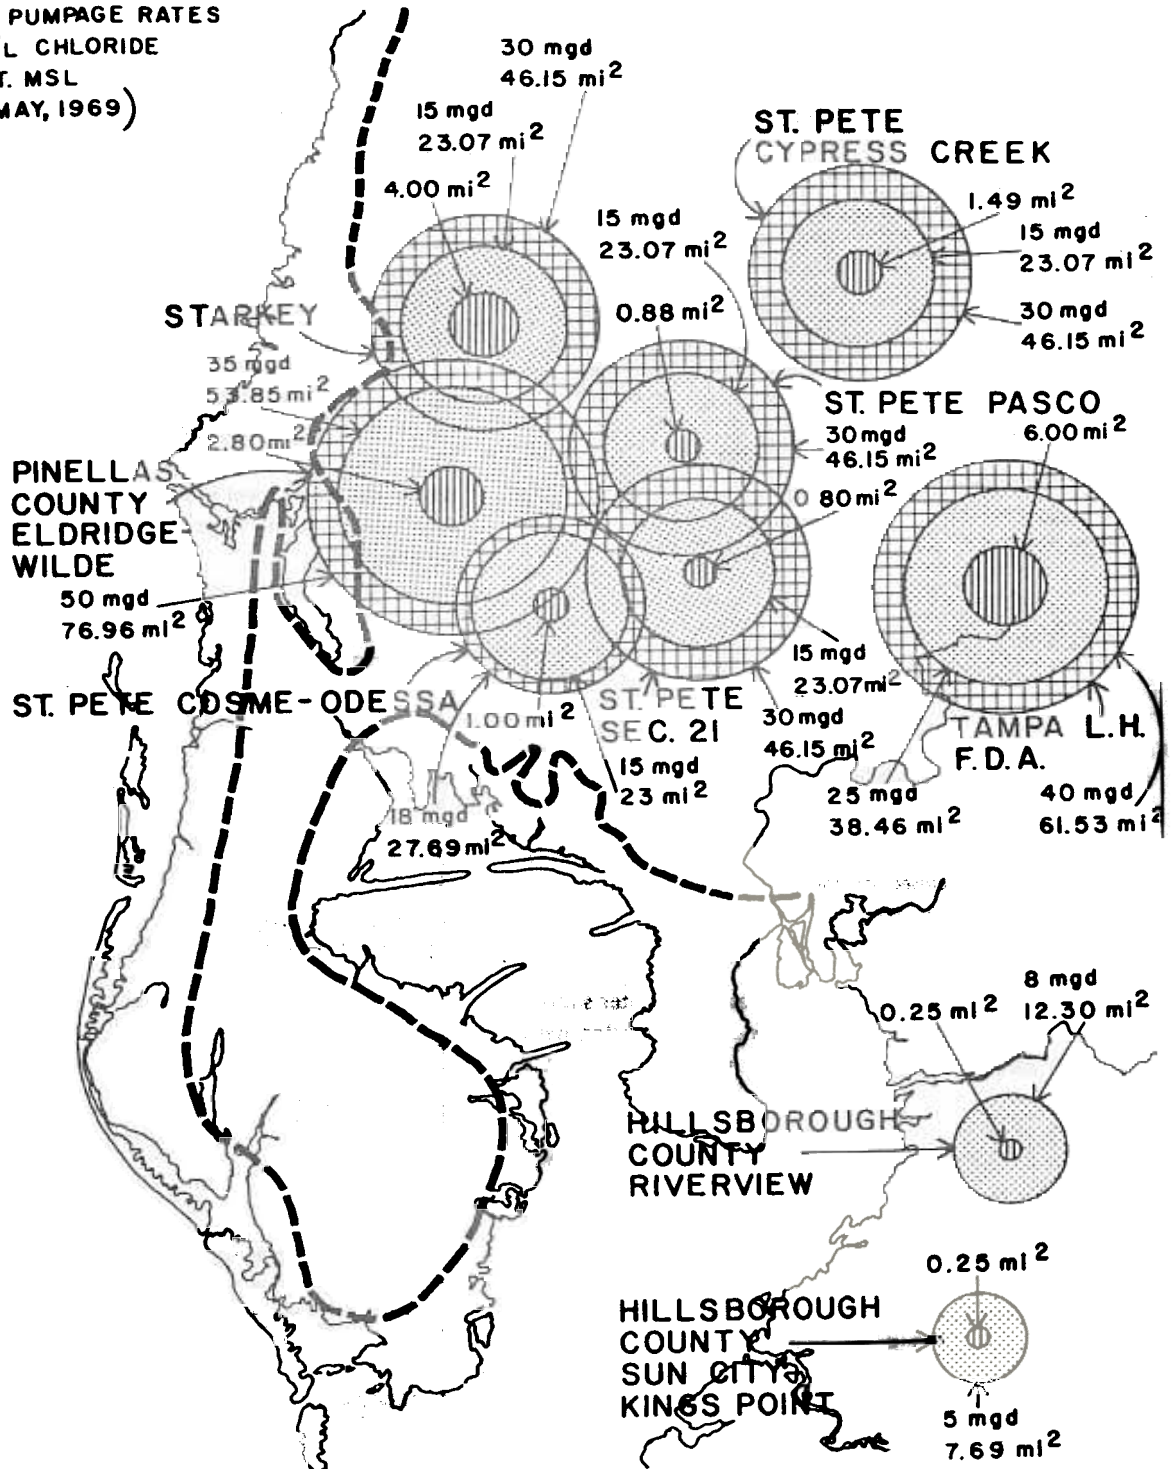 PUMPAGE RATES
L CHLORIDE
T. MSL
MAY, 1969)
30 mgd
46.15 mi2
15 mgd
23.07 mi2
4.00 mi2
ST. PETE
CYPRESS CREEK
1.49 mi2
15 mgd
23.07 mi2
30 mgd
46.15 mi2
15 mgd
23.07 mi2
0.88 mi2
STARKEY
35 mgd
53.85 mi2
2.80 mi2
ST. PETE PASCO
30 mgd
46.15 mi2
6.00 mi2
0.80 mi2
PINELLAS
COUNTY
ELDRIDGE-
WILDE
50 mgd
76.96 mi2
ST. PETE COSME-ODESSA
1.00 mi2
ST. PETE
SEC. 21
15 mgd
23.07 mi2
30 mgd
46.15 mi2
15 mgd
23 mi2
18 mgd
27.69 mi2
TAMPA L.H.
F.D.A.
25 mgd
38.46 mi2
40 mgd
61.53 mi2
0.25 mi2
8 mgd
12.30 mi2
HILLSBOROUGH
COUNTY
RIVERVIEW
0.25 mi2
HILLSBOROUGH
COUNTY
SUN CITY
KINGS POINT
5 mgd
7.69 mi2